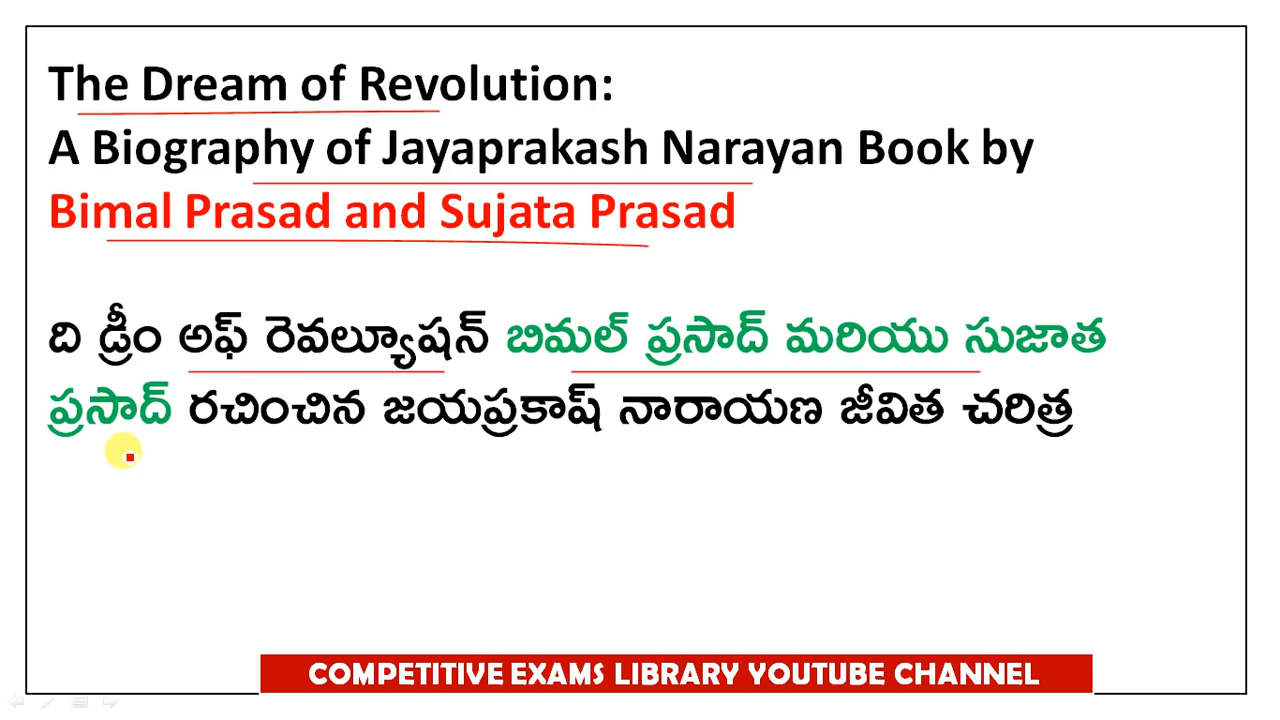 The Dream of Revolution:
A Biography of Jayaprakash Narayan Book by
Bimal Prasad and Sujata Prasad
ది డ్రీం అఫ్ రెవల్యూషన్ బిమల్ ప్రసాద్ మరియు సుజాత
ప్రసాద్ రచించిన జయప్రకాష్ నారాయణ జీవిత చరిత్ర
COMPETITIVE EXAMS LIBRARY YOUTUBE CHANNEL